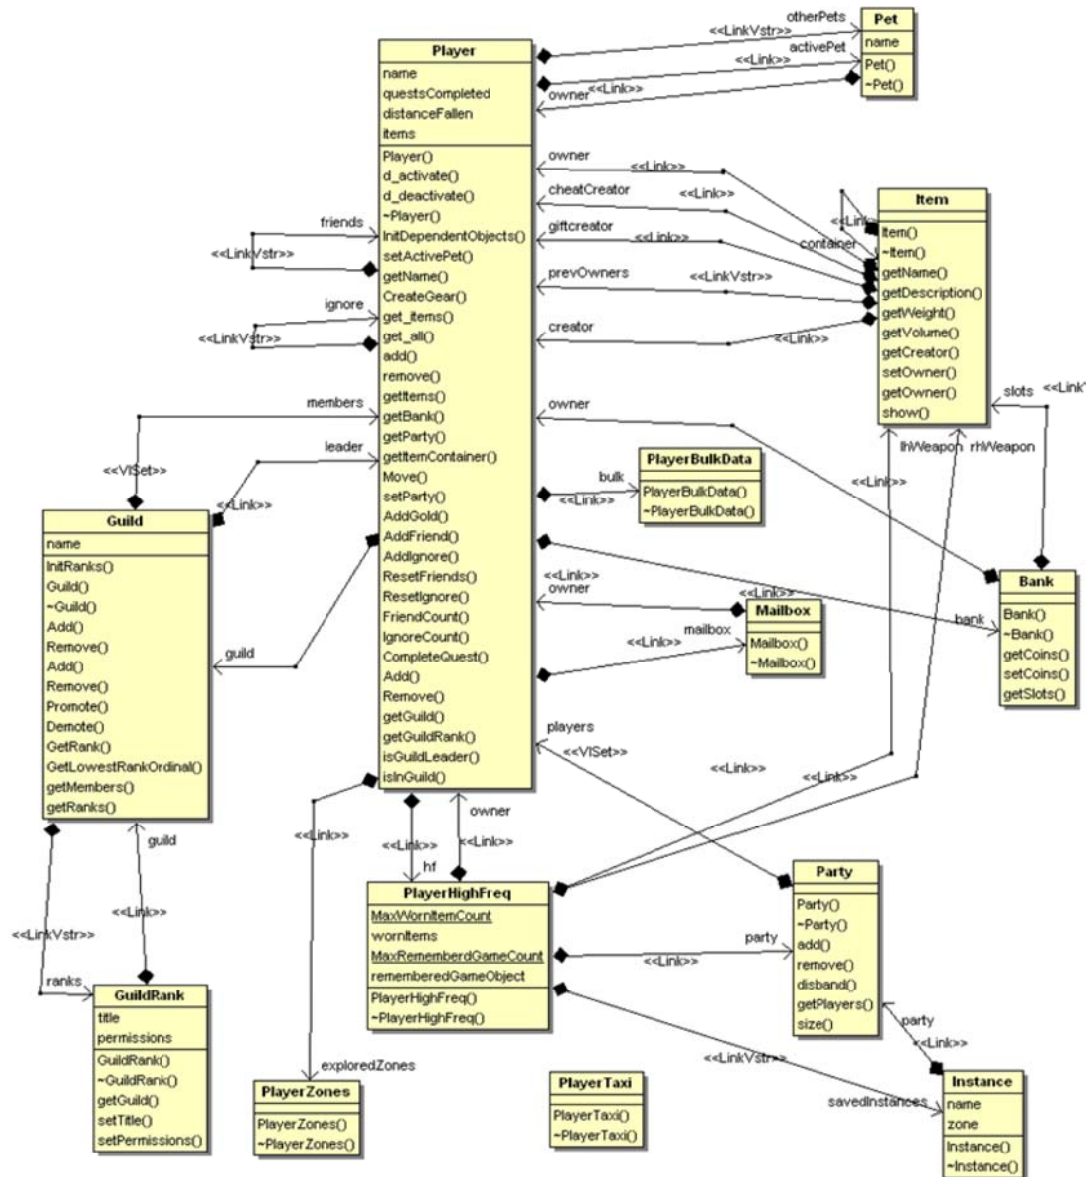 otherPets
<<LinkVstr>>
activePet
<<Link>>
<<Link>>
owner
Pet
name
Pet()
~Pet()
Player
name
questsCompleted
distanceFallen
items
Player()
d_activate()
d_deactivate()
~Player()
InitDependentObjects()
setActivePet()
getName()
CreateGear()
get_items()
get_all()
add()
remove()
getItems()
getBank()
getParty()
getItemContainer()
Move()
setParty()
AddGold()
AddFriend()
AddIgnore()
ResetFriends()
ResetIgnore()
FriendCount()
IgnoreCount()
CompleteQuest()
Add()
Remove()
getGuild()
getGuildRank()
isGuildLeader()
isInGuild()
owner
<<Link>>
cheatCreator
<<Link>>
giftcreator
<<Link>>
prevOwners
<<LinkVstr>>
creator
<<Link>>
<<Link
container
Item
Item()
~Item()
getName()
getDescription()
getWeight()
getVolume()
getCreator()
setOwner()
getOwner()
show()
friends
<<LinkVstr>>
ignore
<<LinkVstr>>
members
<<VISet>>
leader
<<Link>>
guild
owner
slots
<<Link
lhWeapon
rhWeapon
PlayerBulkData
PlayerBulkData()
~PlayerBulkData()
bulk
<<Link>>
Guild
name
InitRanks()
Guild()
~Guild()
Add()
Remove()
Add()
Remove()
Promote()
Demote()
GetRank()
GetLowestRankOrdinal()
getMembers()
getRanks()
<<Link>>
owner
<<Link>>
mailbox
<<Link>>
Mailbox
Mailbox()
~Mailbox()
bank
Bank
Bank()
~Bank()
getCoins()
setCoins()
getSlots()
players
<<VISet>>
<<Link>>
<<Link>>
guild
<<Link>>
<<LinkVstr>>
ranks
GuildRank
title
permissions
GuildRank()
~GuildRank()
getGuild()
setTitle()
setPermissions()
<<Link>>
exploredZones
<<Link>>
hf
owner
<<Link>>
PlayerHighFreq
MaxWornItemCount
wornItems
MaxRememberdGameCount
rememberedGameObject
PlayerHighFreq()
~PlayerHighFreq()
party
<<Link>>
Party
Party()
~Party()
add()
remove()
disband()
getPlayers()
size()
<<LinkVstr>>
savedInstances
party
<<Link>>
PlayerZones
PlayerZones()
~PlayerZones()
PlayerTaxi
PlayerTaxi()
~PlayerTaxi()
Instance
name
zone
Instance()
~Instance()